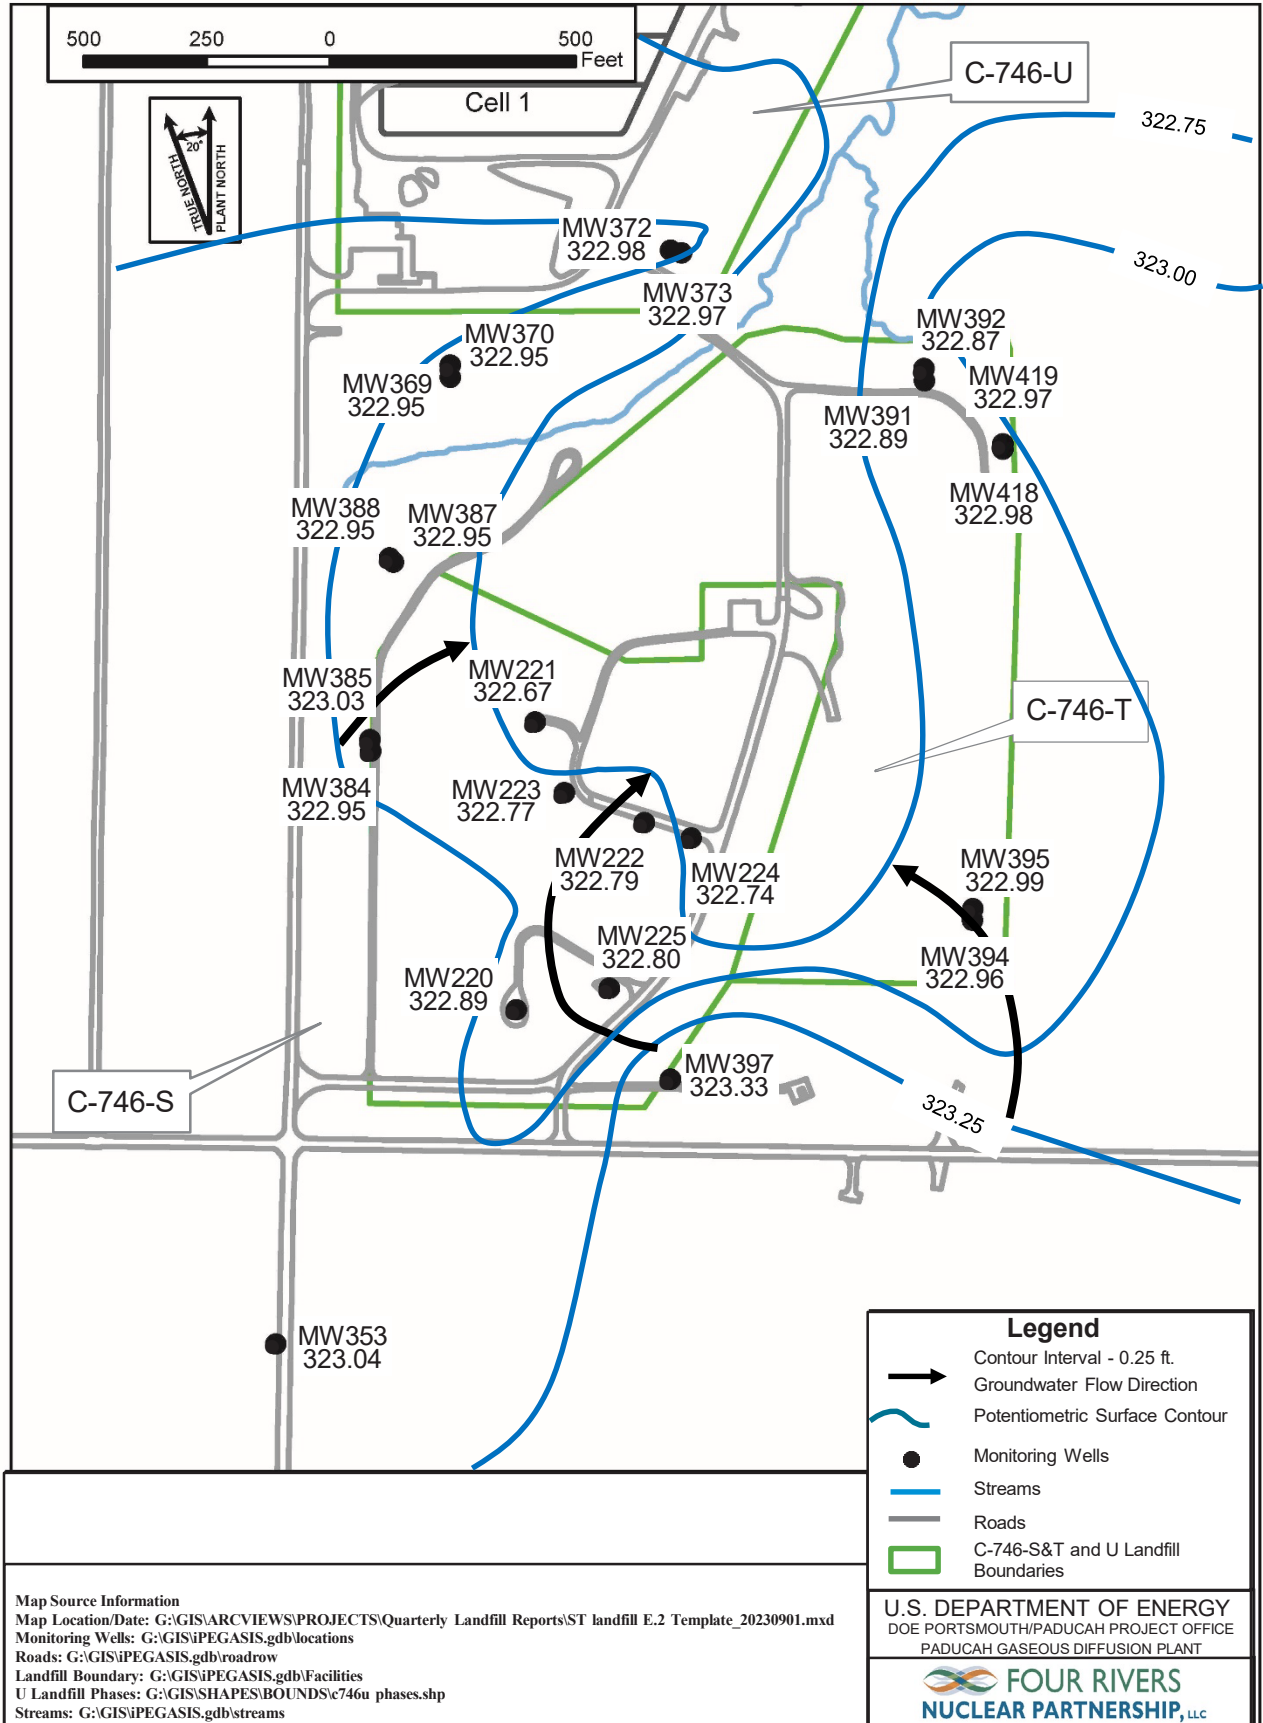 500 250 0 500
Feet
Cell 1
C-746-U
322.75
20°
TRUE NORTH
PLANT NORTH
MW372
322.98
323.00
MW373
322.97
MW392
322.87
MW370
322.95
MW369
322.95
MW419
322.97
MW391
322.89
MW418
322.98
MW388
322.95
MW387
322.95
MW385
323.03
MW221
322.67
C-746-T
MW384
322.95
MW223
322.77
MW222
322.79
MW224
322.74
MW395
322.99
MW225
322.80
MW394
322.96
MW220
322.89
MW397
323.33
C-746-S
323.25
MW353
323.04
Legend
Contour Interval - 0.25 ft.
Groundwater Flow Direction
Potentiometric Surface Contour
Monitoring Wells
Streams
Roads
C-746-S&T and U Landfill
Boundaries
Map Source Information
Map Location/Date: G:\GIS\ARCVIEWS\PROJECTS\Quarterly Landfill Reports\ST landfill E.2 Template_20230901.mxd
Monitoring Wells: G:\GIS\iPEGASIS.gdb\locations
Roads: G:\GIS\iPEGASIS.gdb\roadrow
Landfill Boundary: G:\GIS\iPEGASIS.gdb\Facilities
U Landfill Phases: G:\GIS\SHAPES\BOUNDS\c746u phases.shp
Streams: G:\GIS\iPEGASIS.gdb\streams
U.S. DEPARTMENT OF ENERGY
DOE PORTSMOUTH/PADUCAH PROJECT OFFICE
PADUCAH GASEOUS DIFFUSION PLANT
FOUR RIVERS
NUCLEAR PARTNERSHIP, LLC